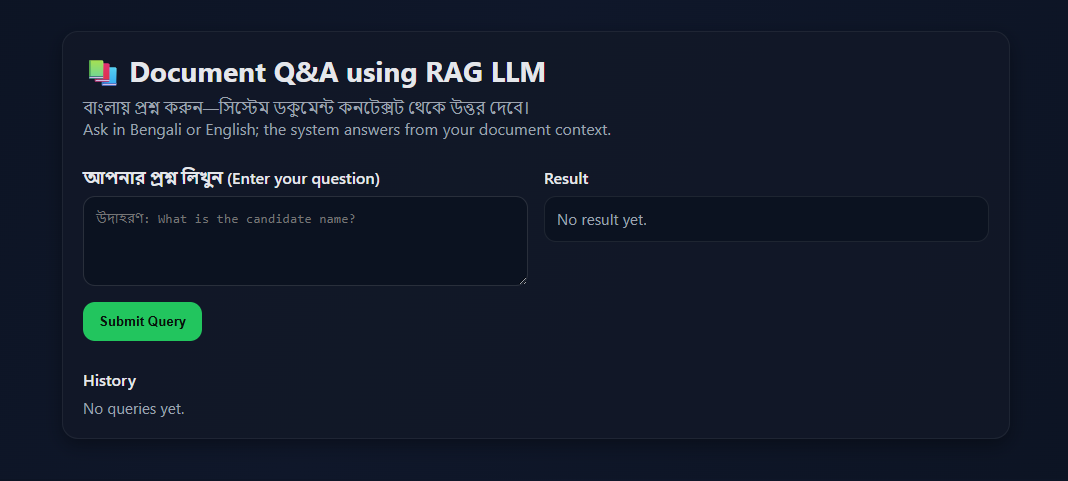 📚 Document Q&A using RAG LLM
বাংলায় প্রশ্ন করুন—সিস্টেম ডকুমেন্ট কনটেক্সট থেকে উত্তর দেবে।
Ask in Bengali or English; the system answers from your document context.
আপনার প্রশ্ন লিখুন (Enter your question)
উদাহরণ: What is the candidate name?
Submit Query
Result
No result yet.
History
No queries yet.